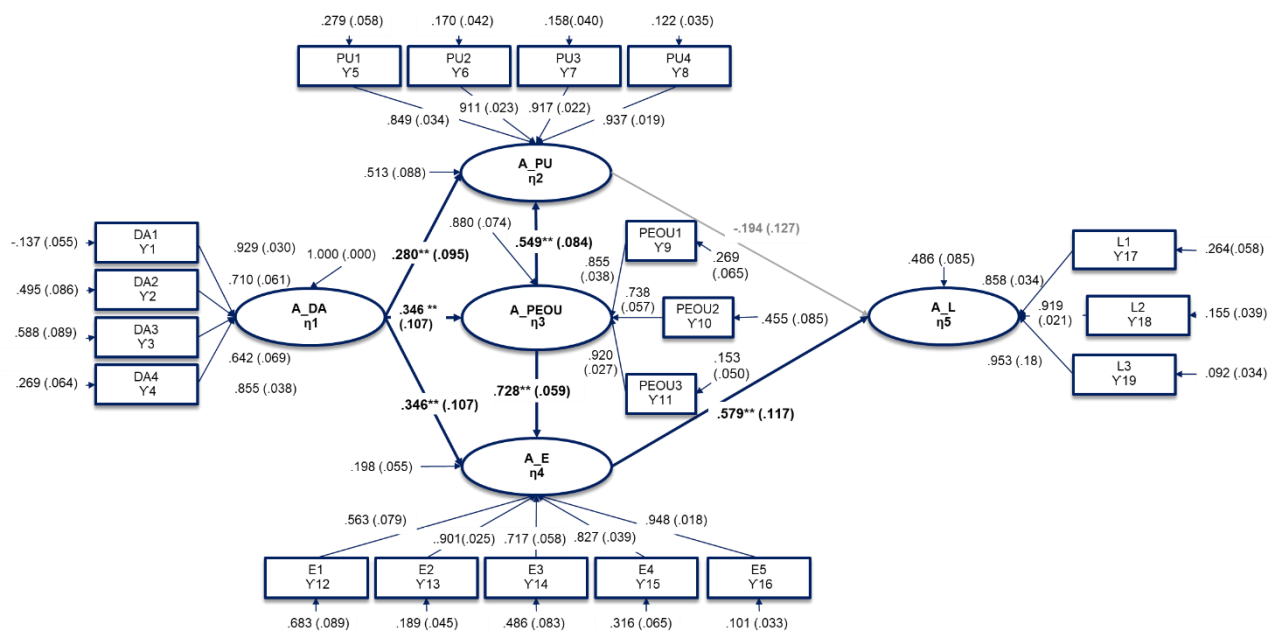 .279 (.058)
.170 (.042)
.158(.040)
.122 (.035)
PU1
Y5
PU2
Y6
PU3
Y7
PU4
Y8
.849 (.034)
911 (.023)
.917 (.022)
.937 (.019)
A_PU
η2
.513 (.088)
.880 (.074)
-.194 (.127)
.280** (.095)
.549** (.084)
-.137 (.055)
DA1
Y1
.495 (.086)
DA2
Y2
.588 (.089)
DA3
Y3
.269 (.064)
DA4
Y4
.929 (.030)
.710 (.061)
.642 (.069)
.855 (.038)
1.000 (.000)
A_DA
η1
.346 **
(.107)
A_PEOU
η3
.855
(.038)
PEOU1
Y9
.269
(.065)
.738
(.057)
PEOU2
Y10
.455 (.085)
.920
(.027)
PEOU3
Y11
.153
(.050)
.486 (.085)
A_L
η5
.858 (.034)
.919
(.021)
.953 (.18)
L1
Y17
.264(.058)
L2
Y18
.155 (.039)
L3
Y19
.092 (.034)
.346** (.107)
.728** (.059)
.579** (.117)
.198 (.055)
A_E
η4
.563 (.079)
..901(.025)
.717 (.058)
.827 (.039)
.948 (.018)
E1
Y12
E2
Y13
E3
Y14
E4
Y15
E5
Y16
.683 (.089)
.189 (.045)
.486 (.083)
.316 (.065)
.101 (.033)